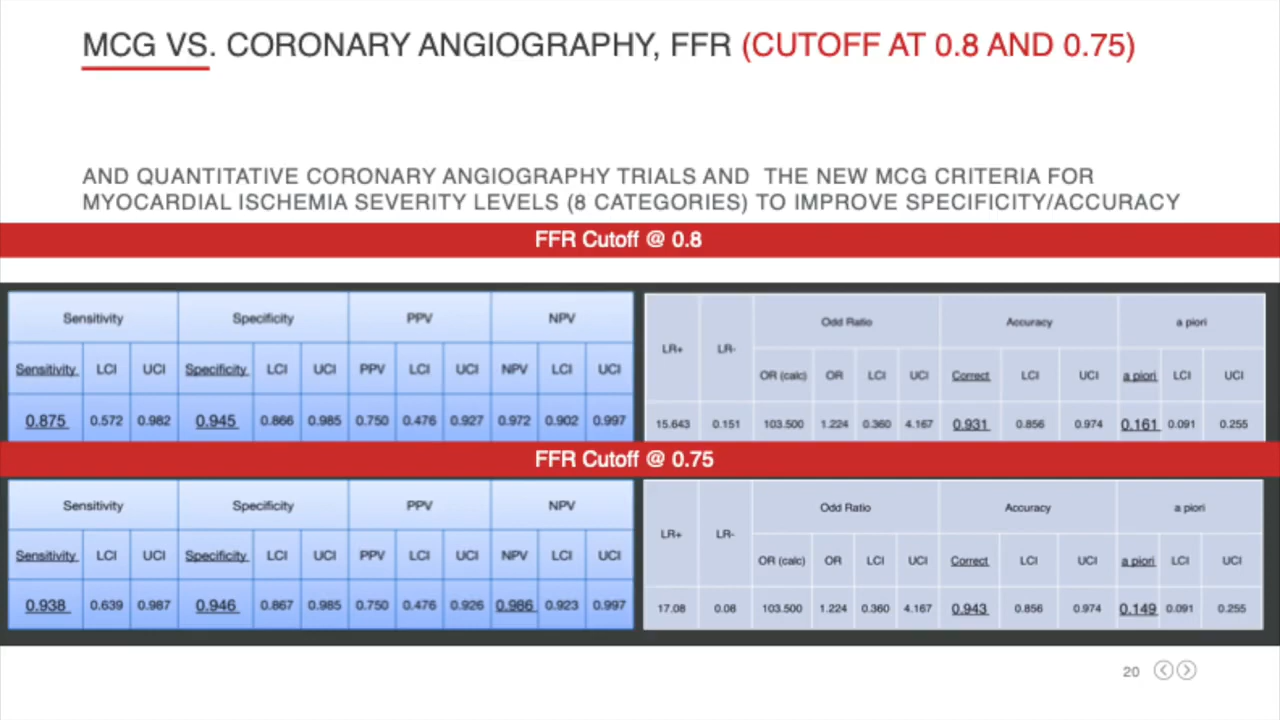 MCG VS. CORONARY ANGIOGRAPHY, FFR (CUTOFF AT 0.8 AND 0.75)
AND QUANTITATIVE CORONARY ANGIOGRAPHY TRIALS AND THE NEW MCG CRITERIA FOR
MYOCARDIAL ISCHEMIA SEVERITY LEVELS (8 CATEGORIES) TO IMPROVE SPECIFICITY/ACCURACY
FFR Cutoff @ 0.8
Sensitivity Specificity PPV NPV
Sensitivity LCI UCI Specificity LCI UCI PPV LCI UCI NPV LCI UCI
0.875 0.572 0.982 0.945 0.866 0.985 0.750 0.476 0.927 0.972 0.902 0.997
LR+ LR- Odd Ratio Accuracy a piori
OR (calc) OR LCI UCI Correct LCI UCI a piori LCI UCI
15.643 0.151 103.500 1.224 0.360 4.167 0.931 0.856 0.974 0.161 0.091 0.255
FFR Cutoff @ 0.75
Sensitivity Specificity PPV NPV
Sensitivity LCI UCI Specificity LCI UCI PPV LCI UCI NPV LCI UCI
0.938 0.639 0.987 0.946 0.867 0.985 0.750 0.476 0.926 0.986 0.923 0.997
LR+ LR- Odd Ratio Accuracy a piori
OR (calc) OR LCI UCI Correct LCI UCI a piori LCI UCI
17.08 0.08 103.500 1.224 0.360 4.167 0.943 0.856 0.974 0.149 0.091 0.255
20